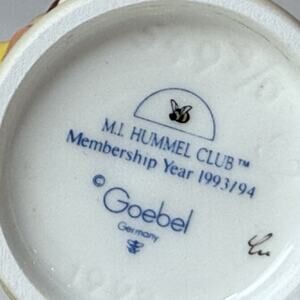 M.I. HUMMEL CLUB™
Membership Year 1993/94
© Goebel
Germany